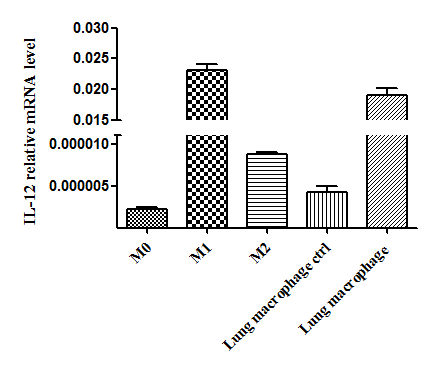 IL-12 relative mRNA level
0.030
0.025
0.020
0.015
0.000010
0.000005
M0
M1
M2
Lung macrophage ctrl
Lung macrophage